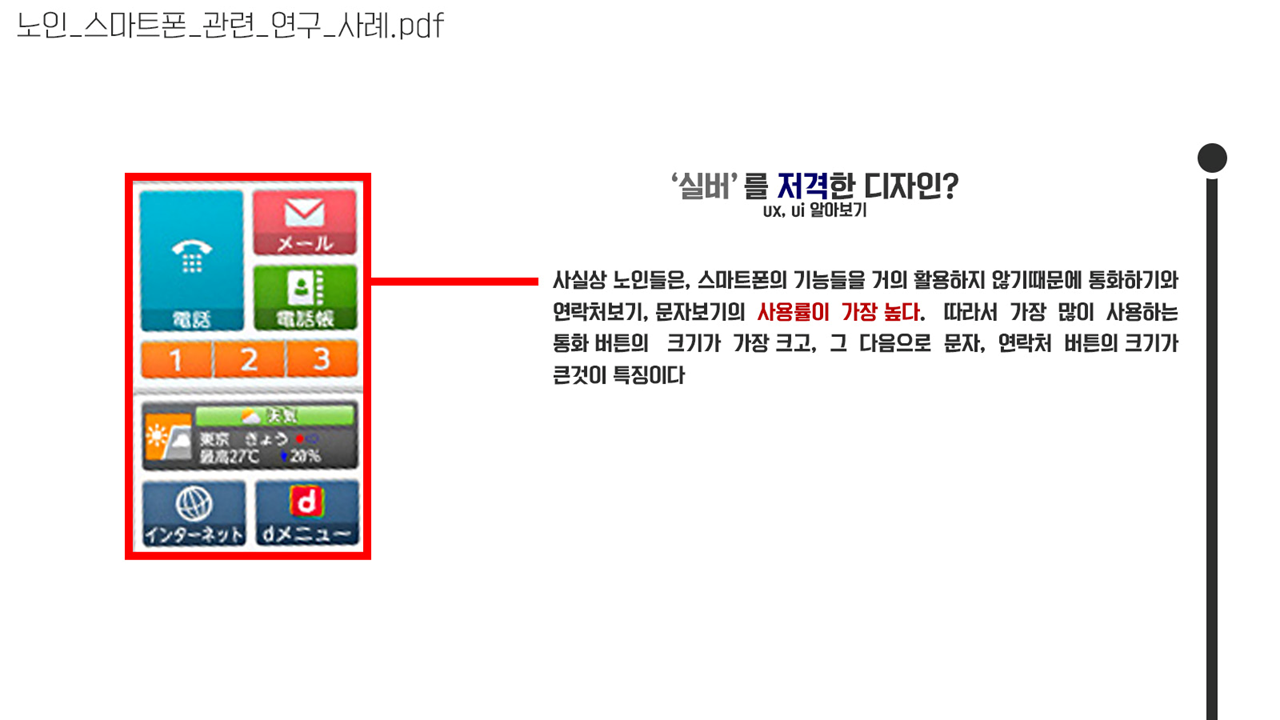 노인_스마트폰_관련_연구_사례.pdf
‘실버’를 저격한 디자인?
ux, ui 알아보기
사실상 노인들은, 스마트폰의 기능들을 거의 활용하지 않기때문에 통화하기와
연락처보기, 문자보기의 사용률이 가장 높다. 따라서 가장 많이 사용하는
통화 버튼의 크기가 가장 크고, 그 다음으로 문자, 연락처 버튼의 크기가
큰것이 특징이다
電話
メール
電話帳
1 2 3
天気
東京 きょう
最高27℃ 20%
インターネット
d
dメニュー